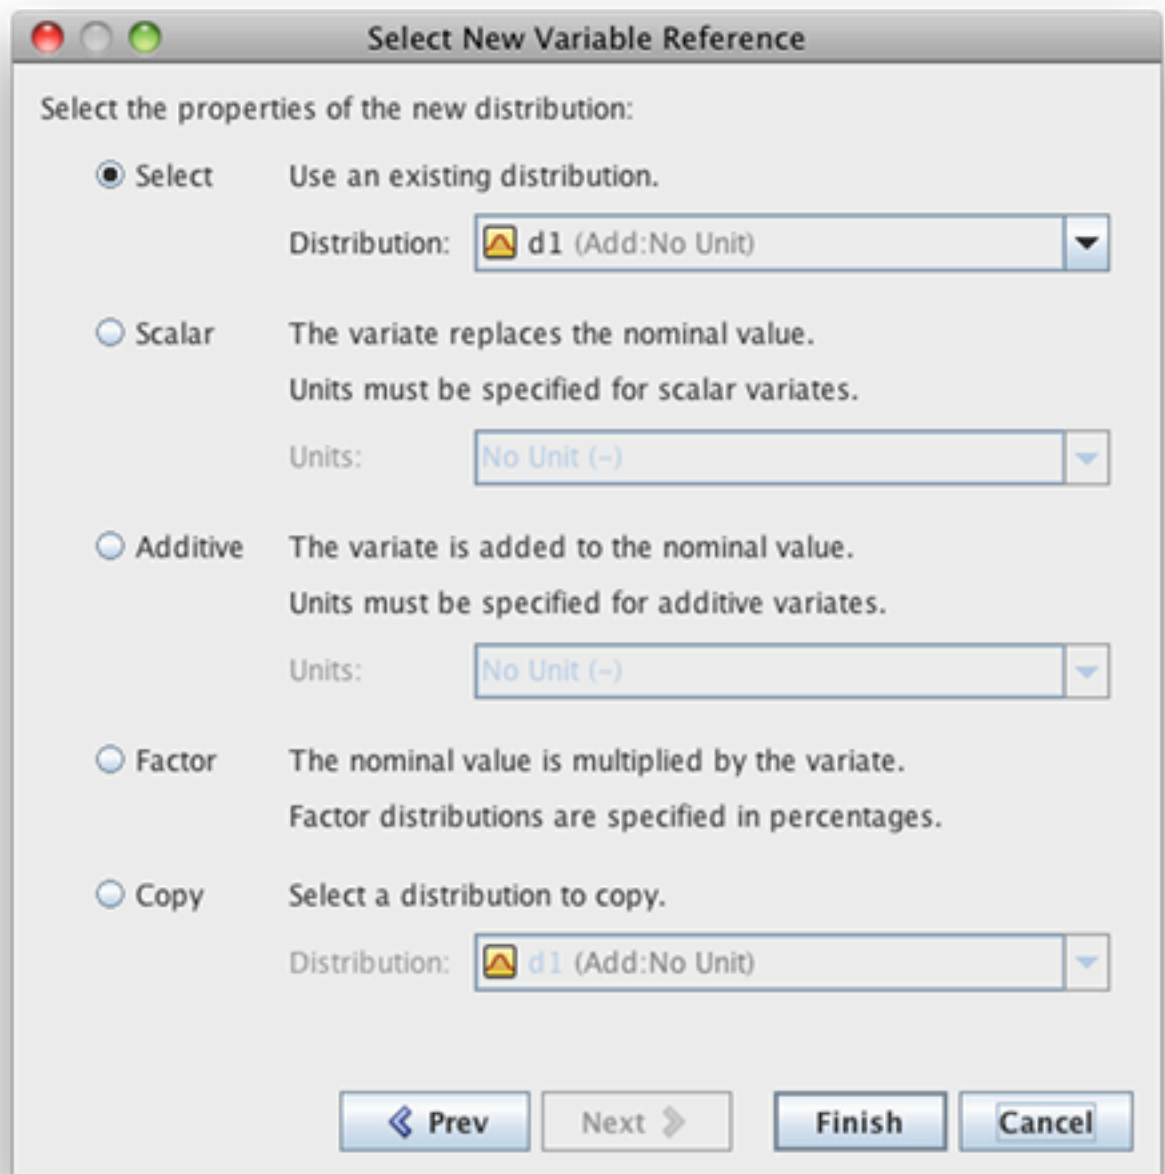 Select New Variable Reference
Select the properties of the new distribution:
Select Use an existing distribution.
Distribution: d1 (Add:No Unit)
Scalar The variate replaces the nominal value.
Units must be specified for scalar variates.
Units: No Unit (-)
Additive The variate is added to the nominal value.
Units must be specified for additive variates.
Units: No Unit (-)
Factor The nominal value is multiplied by the variate.
Factor distributions are specified in percentages.
Copy Select a distribution to copy.
Distribution: d1 (Add:No Unit)
Prev Next Finish Cancel